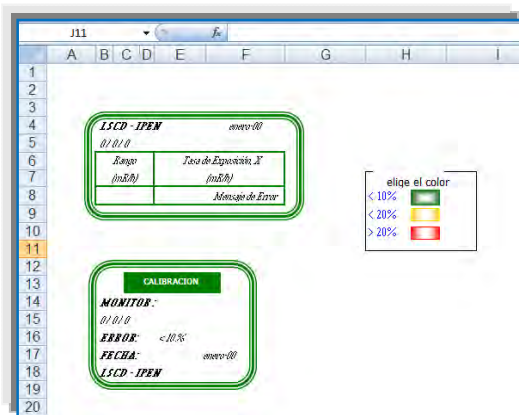 J11 fx
A B C D E F G H I
1
2
3
4
5
6
7
8
9
10
11
12
13
14
15
16
17
18
19
20
LSCD - IPEN enero-00
0/0/0
Rango Tasa de Exposición, X
(mR/h) (mR/h)
Mensaje de Error
elige el color
< 10%
< 20%
> 20%
CALIBRACION
MONITOR:
0/0/0
ERROR: <10.%
FECHA: enero-00
LSCD - IPEN